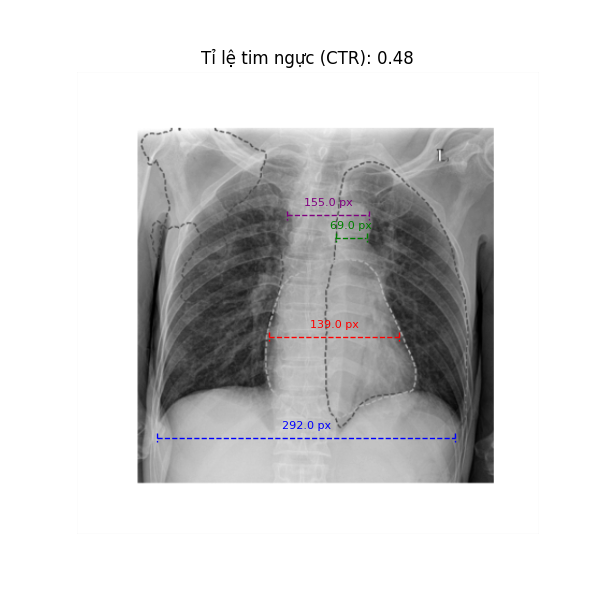 Tỉ lệ tim ngực (CTR): 0.48
155.0 px
69.0 px
139.0 px
292.0 px